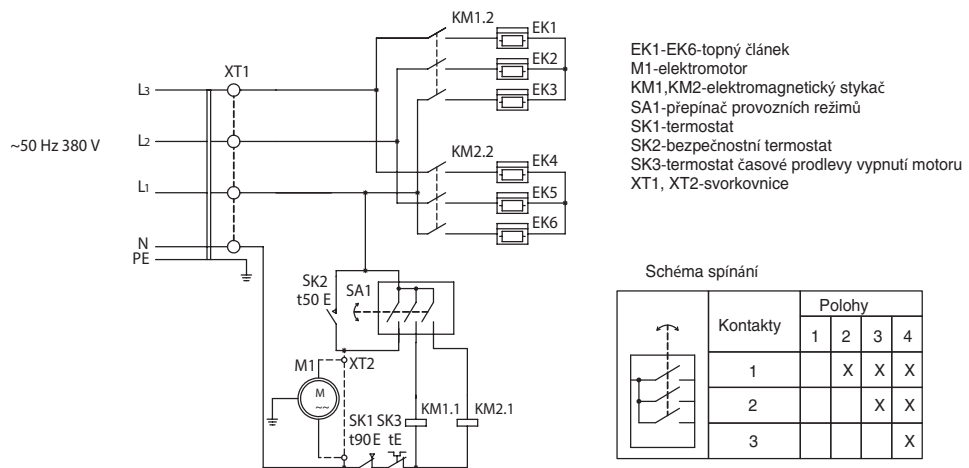 KM1.2
EK1
EK2
EK3
XT1
L3
L2
L1
N
PE
~50 Hz 380 V
KM2.2
EK4
EK5
EK6
SK2
t50 E
SA1
M1
M
~~
XT2
SK1 SK3
t90 E tE
KM1.1
KM2.1
EK1-EK6-topný článek
M1-elektromotor
KM1,KM2-elektromagnetický stykač
SA1-přepínač provozních režimů
SK1-termostat
SK2-bezpečnostní termostat
SK3-termostat časové prodlevy vypnutí motoru
XT1, XT2-svorkovnice
Schéma spínání
Kontakty
Polohy
1 2 3 4
1 X X X
2 X X
3 X